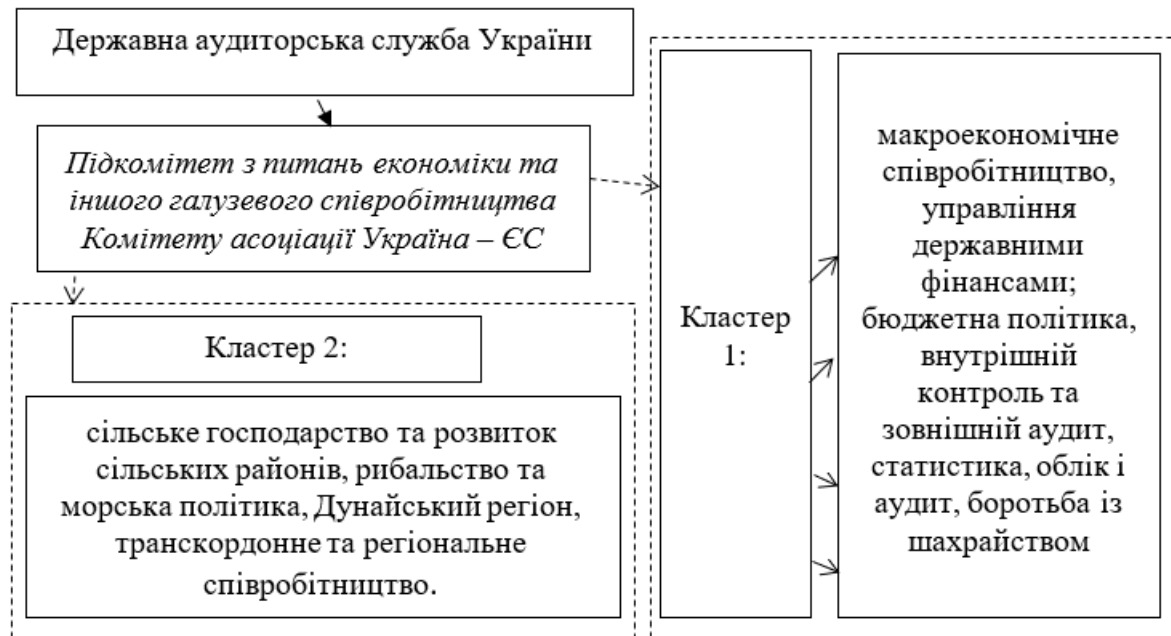 Державна аудиторська служба України
Підкомітет з питань економіки та
іншого галузевого співробітництва
Комітету асоціації Україна – ЄС
Кластер 2:
сільське господарство та розвиток
сільських районів, рибальство та
морська політика, Дунайський регіон,
транскордонне та регіональне
співробітництво.
Кластер
1:
макроекономічне
співробітництво,
управління
державними
фінансами;
бюджетна політика,
внутрішній
контроль та
зовнішній аудит,
статистика, облік і
аудит, боротьба із
шахрайством